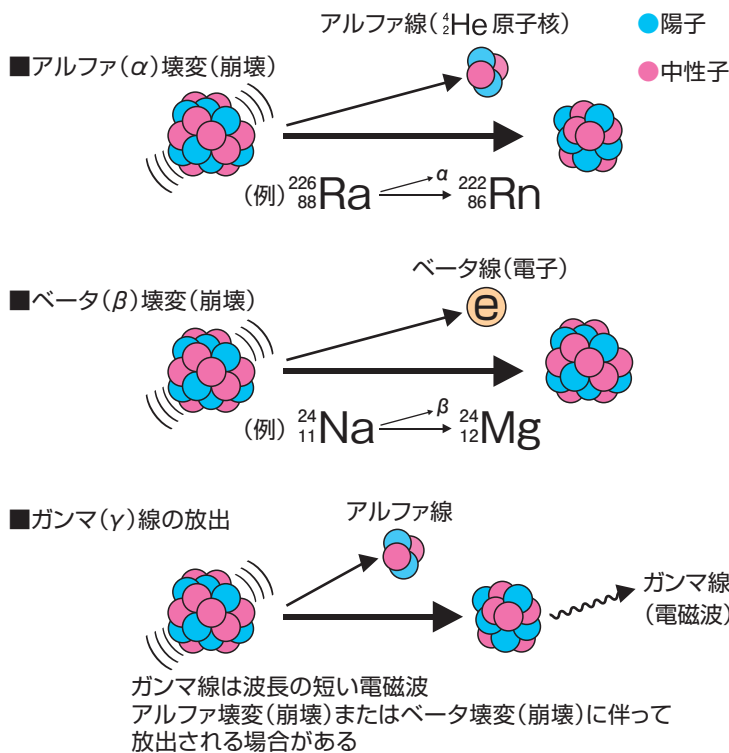 アルファ線(⁴₂He 原子核)
●陽子
●中性子
■アルファ(α)壊変(崩壊)
(例) ²²⁶₈₈Ra α ²²²₈₆Rn
ベータ線(電子)
■ベータ(β)壊変(崩壊)
e
(例) ²⁴₁₁Na β ²⁴₁₂Mg
■ガンマ(γ)線の放出
アルファ線
ガンマ線
(電磁波)
ガンマ線は波長の短い電磁波
アルファ壊変(崩壊)またはベータ壊変(崩壊)に伴って
放出される場合がある